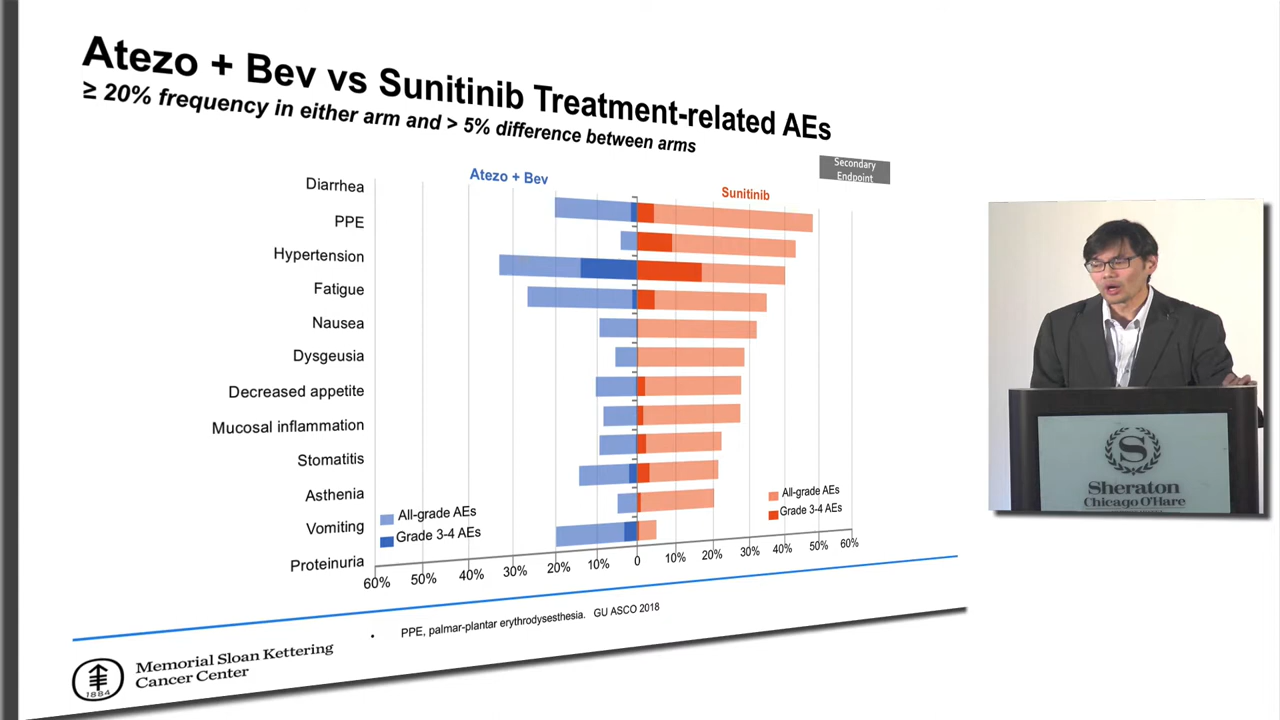 Atezo + Bev vs Sunitinib Treatment-related AEs
≥ 20% frequency in either arm and > 5% difference between arms
Secondary
Endpoint
Atezo + Bev
Sunitinib
Diarrhea
PPE
Hypertension
Fatigue
Nausea
Dysgeusia
Decreased appetite
Mucosal inflammation
Stomatitis
Asthenia
Vomiting
Proteinuria
All-grade AEs
Grade 3-4 AEs
All-grade AEs
Grade 3-4 AEs
60% 50% 40% 30% 20% 10% 0 10% 20% 30% 40% 50% 60%
• PPE, palmar-plantar erythrodysesthesia. GU ASCO 2018
1884
Memorial Sloan Kettering
Cancer Center
S
Sheraton
Chicago O'Hare